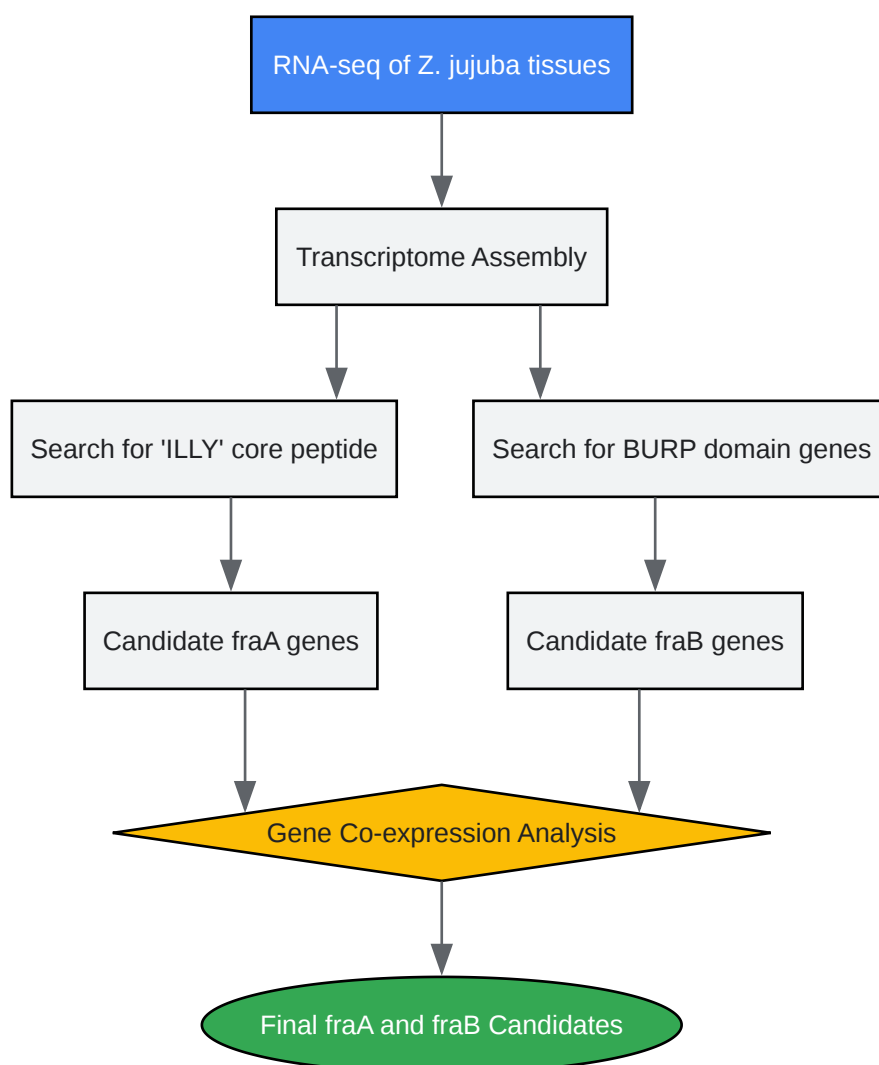 RNA-seq of Z. jujuba tissues
Transcriptome Assembly
Search for 'ILLY' core peptide
Search for BURP domain genes
Candidate fraA genes
Candidate fraB genes
Gene Co-expression Analysis
Final fraA and fraB Candidates